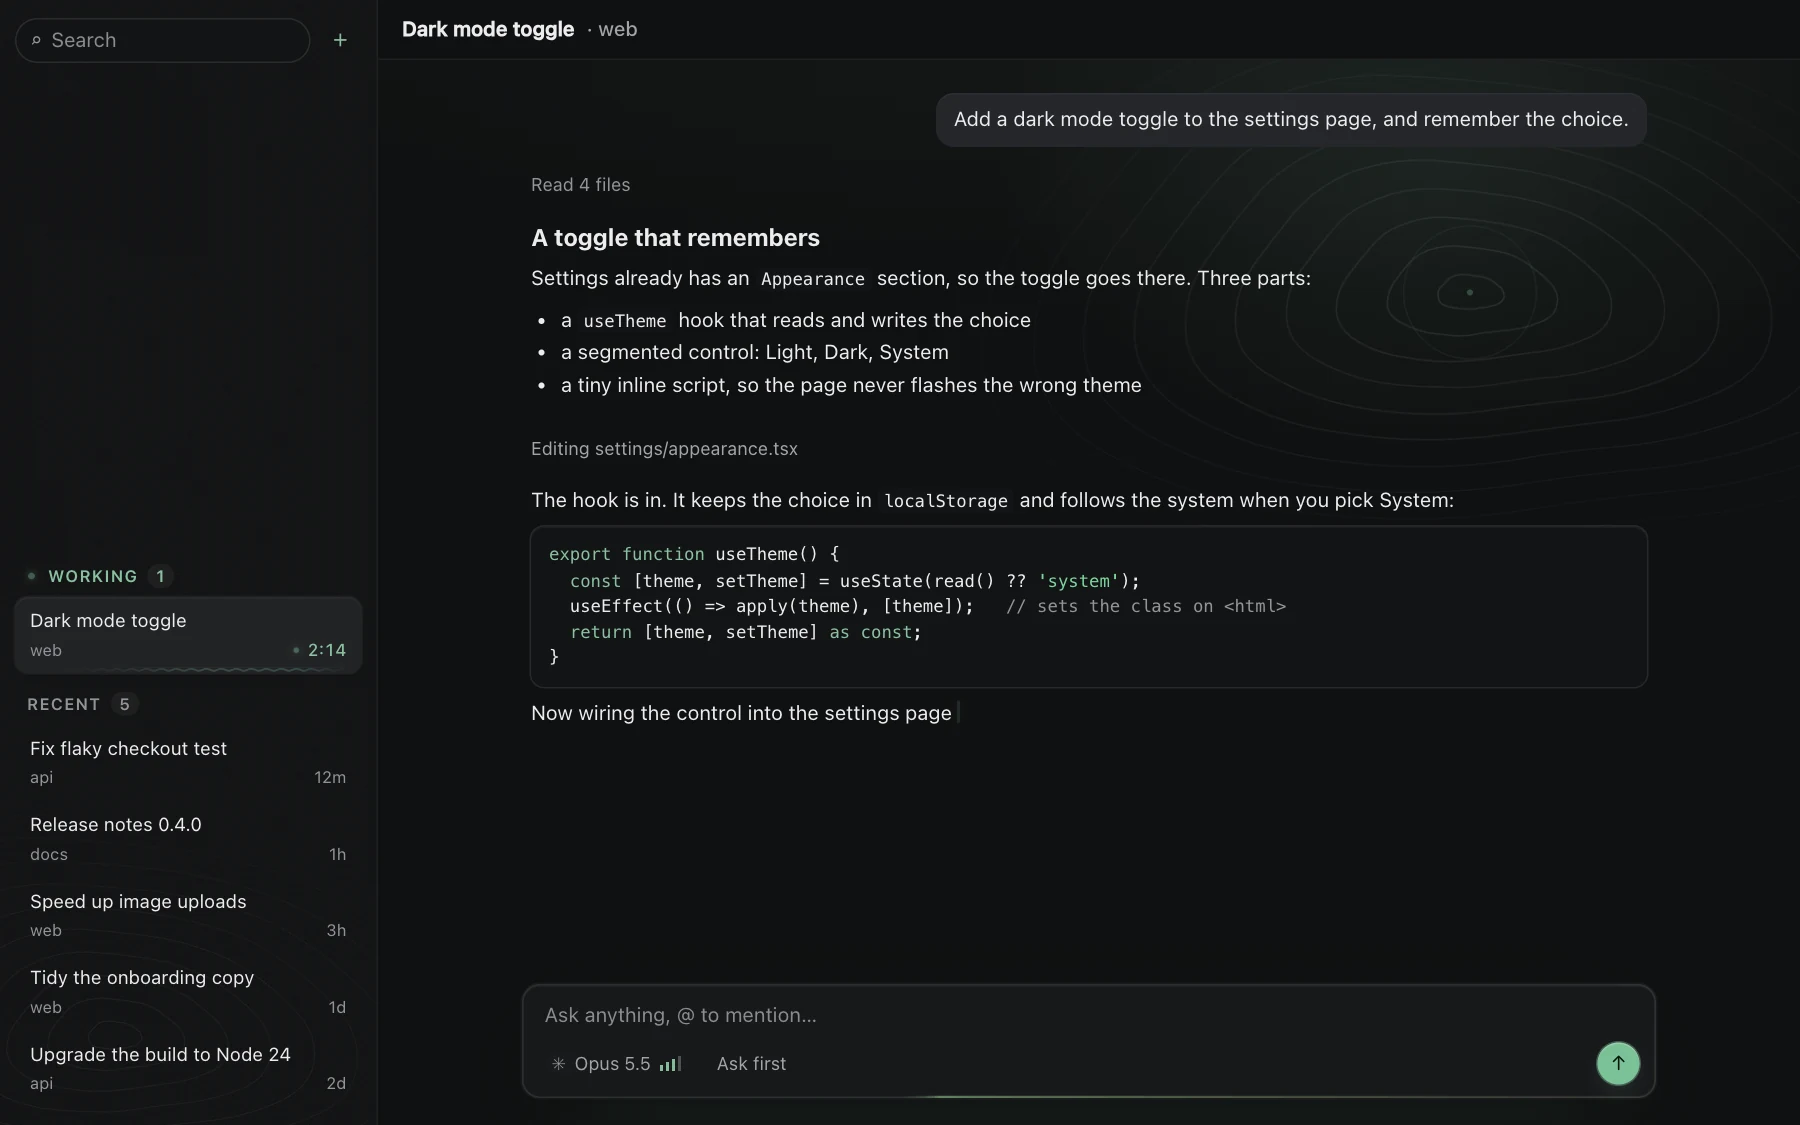 Search
+
WORKING 1
Dark mode toggle
web
2:14
RECENT 5
Fix flaky checkout test
api
12m
Release notes 0.4.0
docs
1h
Speed up image uploads
web
3h
Tidy the onboarding copy
web
1d
Upgrade the build to Node 24
api
2d
Dark mode toggle · web
Add a dark mode toggle to the settings page, and remember the choice.
Read 4 files
A toggle that remembers
Settings already has an Appearance section, so the toggle goes there. Three parts:
• a useTheme hook that reads and writes the choice
• a segmented control: Light, Dark, System
• a tiny inline script, so the page never flashes the wrong theme
Editing settings/appearance.tsx
The hook is in. It keeps the choice in localStorage and follows the system when you pick System:
export function useTheme() {
  const [theme, setTheme] = useState(read() ?? 'system');
  useEffect(() => apply(theme), [theme]);   // sets the class on <html>
  return [theme, setTheme] as const;
}
Now wiring the control into the settings page
Ask anything, @ to mention...
Opus 5.5
Ask first